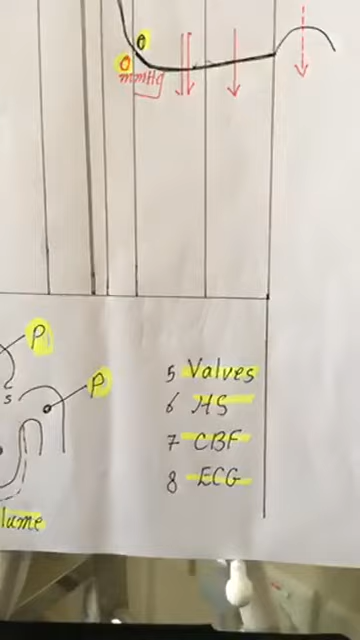 0
0
mmHg
P
P
S
5 Valves
6 HS
7 CBF
8 ECG
lume